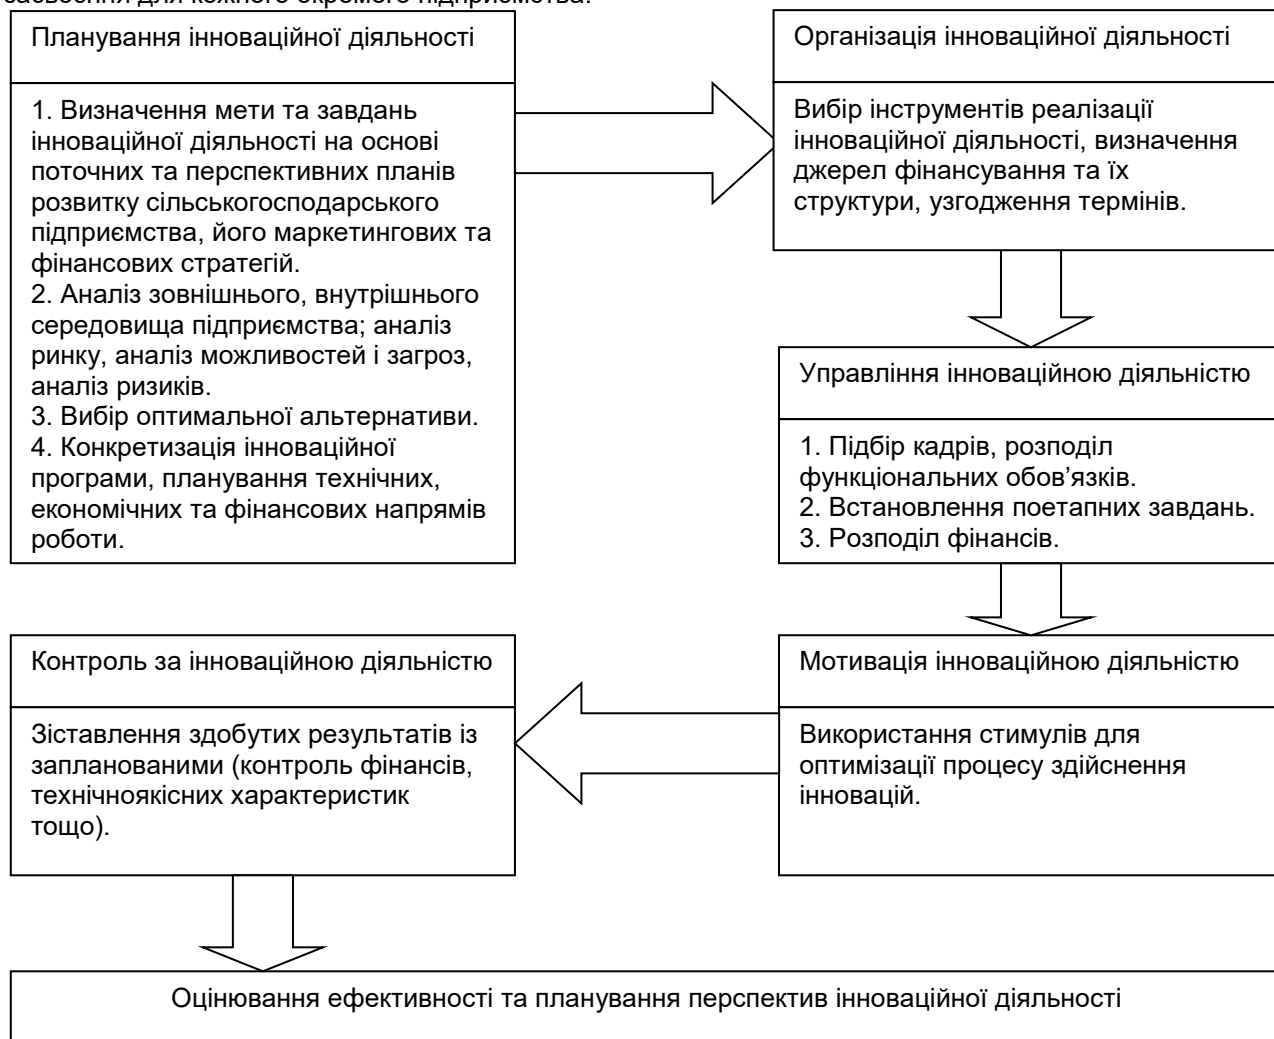 Планування інноваційної діяльності
1. Визначення мети та завдань
інноваційної діяльності на основі
поточних та перспективних планів
розвитку сільськогосподарського
підприємства, його маркетингових та
фінансових стратегій.
2. Аналіз зовнішнього, внутрішнього
середовища підприємства; аналіз
ринку, аналіз можливостей і загроз,
аналіз ризиків.
3. Вибір оптимальної альтернативи.
4. Конкретизація інноваційної
програми, планування технічних,
економічних та фінансових напрямів
роботи.
Організація інноваційної діяльності
Вибір інструментів реалізації
інноваційної діяльності, визначення
джерел фінансування та їх
структури, узгодження термінів.
Управління інноваційною діяльністю
1. Підбір кадрів, розподіл
функціональних обов’язків.
2. Встановлення поетапних завдань.
3. Розподіл фінансів.
Мотивація інноваційною діяльністю
Використання стимулів для
оптимізації процесу здійснення
інновацій.
Контроль за інноваційною діяльністю
Зіставлення здобутих результатів із
запланованими (контроль фінансів,
технічноякісних характеристик
тощо).
Оцінювання ефективності та планування перспектив інноваційної діяльності